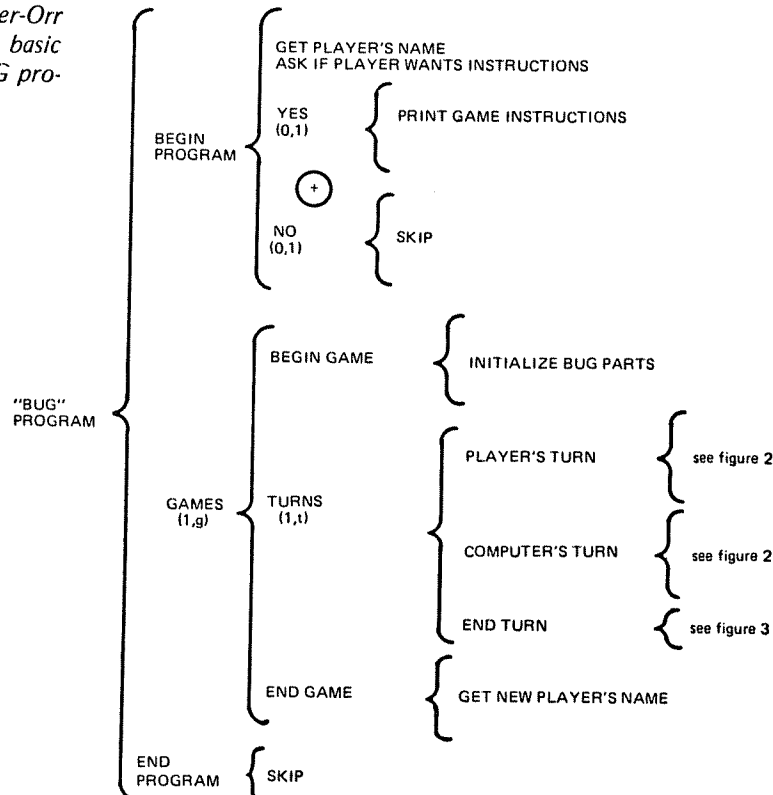 er-Orr
basic
G pro-
GET PLAYER'S NAME
ASK IF PLAYER WANTS INSTRUCTIONS
YES
(0,1)
PRINT GAME INSTRUCTIONS
BEGIN
PROGRAM
+
NO
(0,1)
SKIP
BEGIN GAME
INITIALIZE BUG PARTS
"BUG"
PROGRAM
PLAYER'S TURN
see figure 2
GAMES
(1,g)
TURNS
(1,t)
COMPUTER'S TURN
see figure 2
END TURN
see figure 3
END GAME
GET NEW PLAYER'S NAME
END
PROGRAM
SKIP